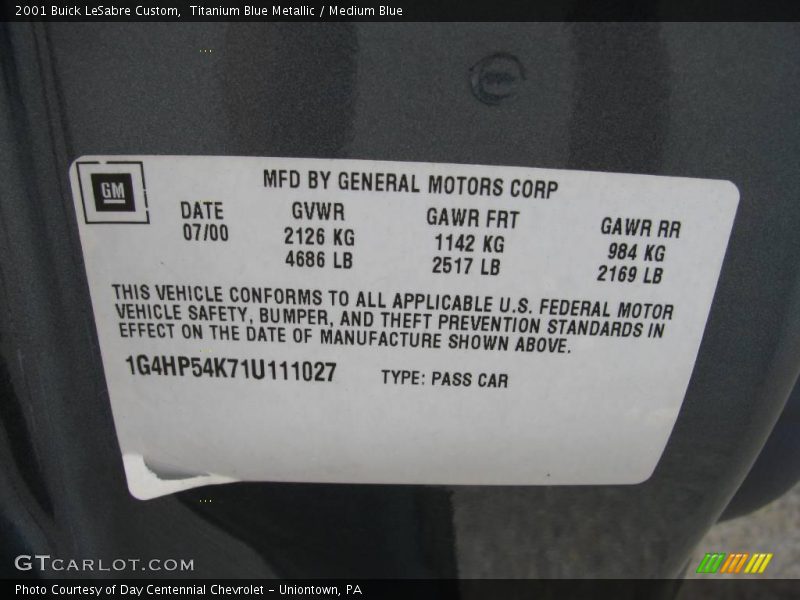 2001 Buick LeSabre Custom,  Titanium Blue Metallic / Medium Blue
GM
MFD BY GENERAL MOTORS CORP
DATE GVWR GAWR FRT GAWR RR
07/00 2126 KG 1142 KG 984 KG
4686 LB 2517 LB 2169 LB
THIS VEHICLE CONFORMS TO ALL APPLICABLE U.S. FEDERAL MOTOR
VEHICLE SAFETY, BUMPER, AND THEFT PREVENTION STANDARDS IN
EFFECT ON THE DATE OF MANUFACTURE SHOWN ABOVE.
1G4HP54K71U111027 TYPE: PASS CAR
GTCARLOT.COM
Photo Courtesy of Day Centennial Chevrolet - Uniontown, PA